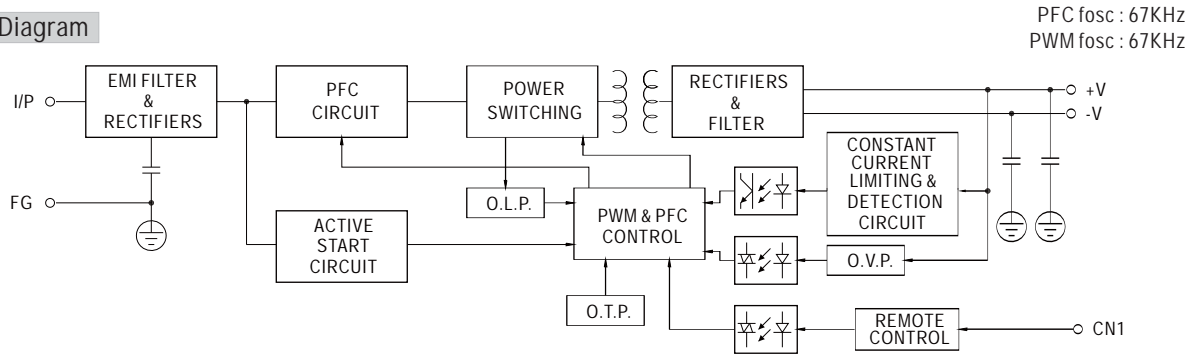 Diagram
PFC fosc : 67KHz
PWM fosc : 67KHz
I/P
EMI FILTER
&
RECTIFIERS
PFC
CIRCUIT
POWER
SWITCHING
RECTIFIERS
&
FILTER
+V
-V
FG
ACTIVE
START
CIRCUIT
O.L.P.
PWM & PFC
CONTROL
O.T.P.
CONSTANT
CURRENT
LIMITING &
DETECTION
CIRCUIT
O.V.P.
REMOTE
CONTROL
CN1